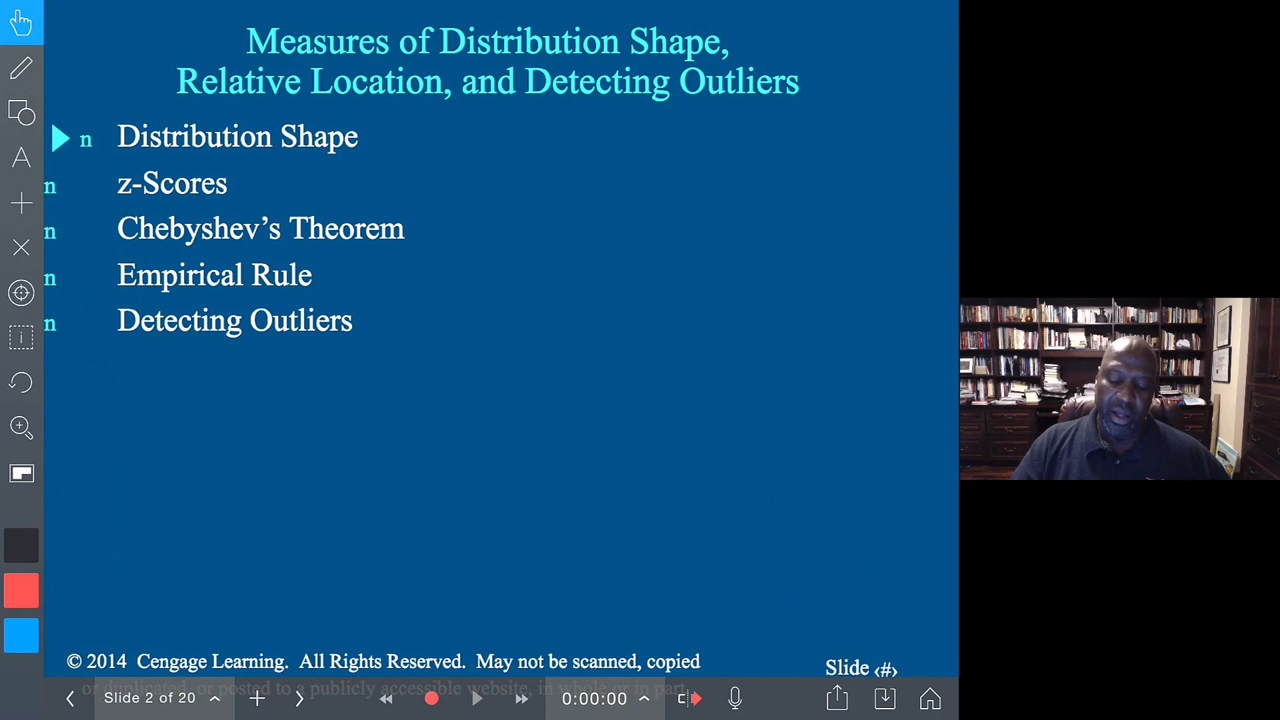 Measures of Distribution Shape,
Relative Location, and Detecting Outliers
n Distribution Shape
n z-Scores
n Chebyshev’s Theorem
n Empirical Rule
n Detecting Outliers
© 2014 Cengage Learning. All Rights Reserved. May not be scanned, copied
or duplicated, or posted to a publicly accessible website, in whole or in part.
Slide ‹#›
Slide 2 of 20
0:00:00